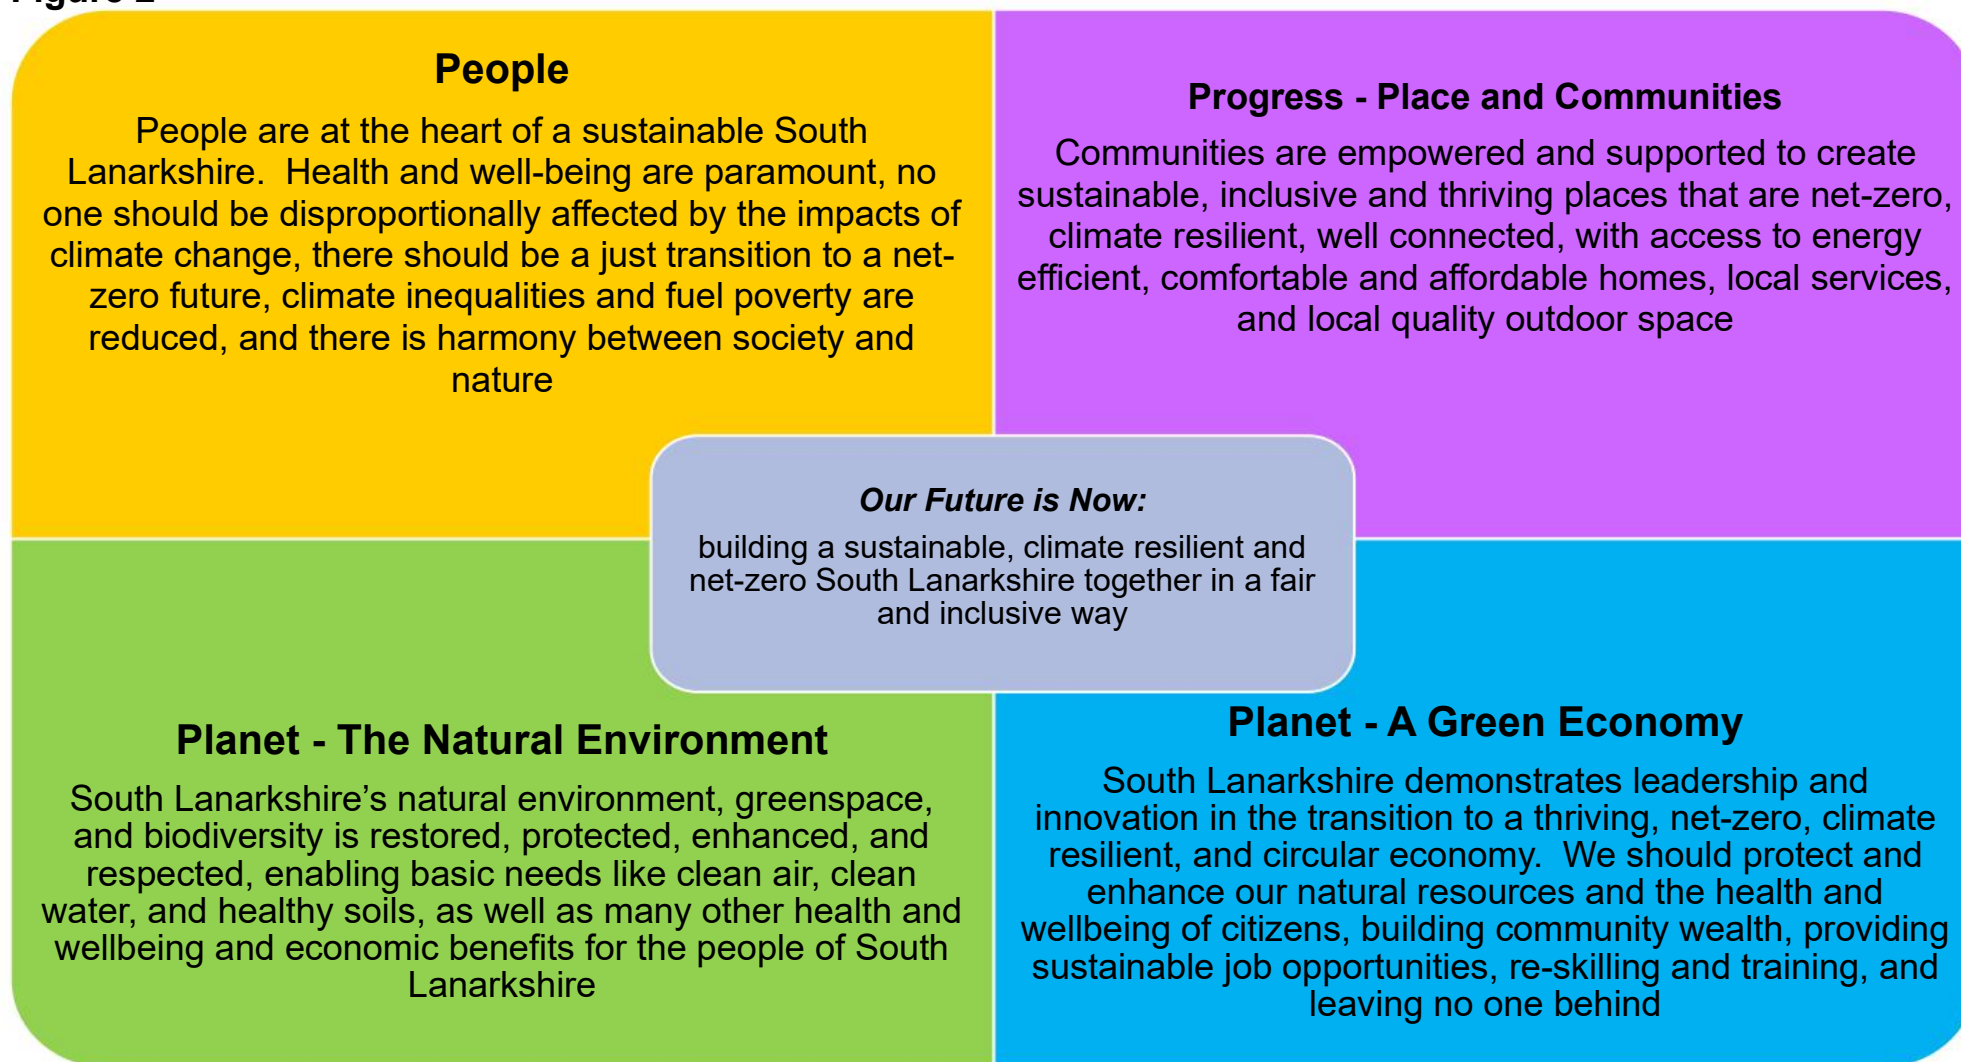 Figure 2
People
People are at the heart of a sustainable South
Lanarkshire.  Health and well-being are paramount, no
one should be disproportionally affected by the impacts of
climate change, there should be a just transition to a net-
zero future, climate inequalities and fuel poverty are
reduced, and there is harmony between society and
nature
Progress - Place and Communities
Communities are empowered and supported to create
sustainable, inclusive and thriving places that are net-zero,
climate resilient, well connected, with access to energy
efficient, comfortable and affordable homes, local services,
and local quality outdoor space
Our Future is Now:
building a sustainable, climate resilient and
net-zero South Lanarkshire together in a fair
and inclusive way
Planet - The Natural Environment
South Lanarkshire’s natural environment, greenspace,
and biodiversity is restored, protected, enhanced, and
respected, enabling basic needs like clean air, clean
water, and healthy soils, as well as many other health and
wellbeing and economic benefits for the people of South
Lanarkshire
Planet - A Green Economy
South Lanarkshire demonstrates leadership and
innovation in the transition to a thriving, net-zero, climate
resilient, and circular economy.  We should protect and
enhance our natural resources and the health and
wellbeing of citizens, building community wealth, providing
sustainable job opportunities, re-skilling and training, and
leaving no one behind